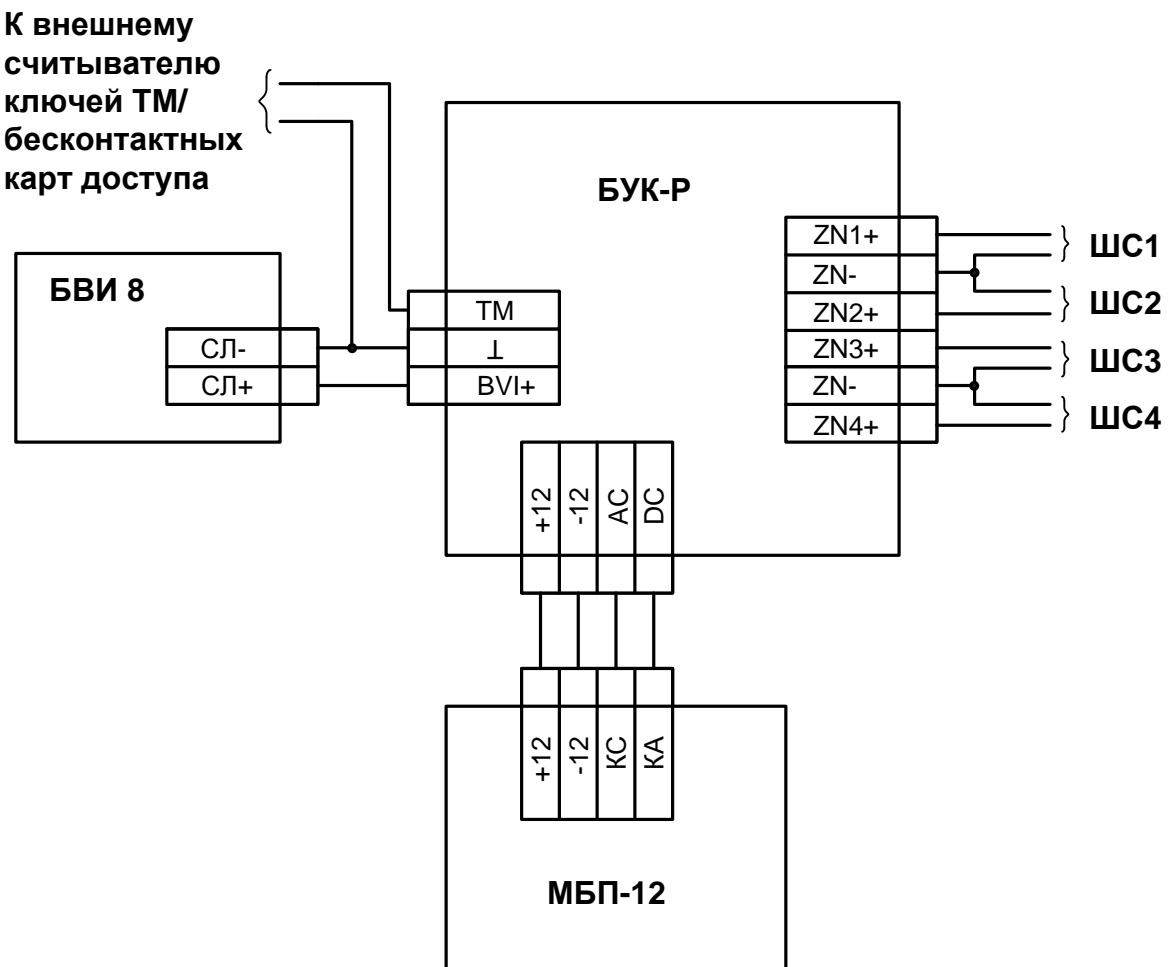 К внешнему
считывателю
ключей ТМ/
бесконтактных
карт доступа
БУК-Р
БВИ 8
СЛ-
СЛ+
ТМ
⊥
BVI+
ZN1+
ZN-
ZN2+
ZN3+
ZN-
ZN4+
ШС1
ШС2
ШС3
ШС4
+12
-12
AC
DC
+12
-12
КС
КА
МБП-12